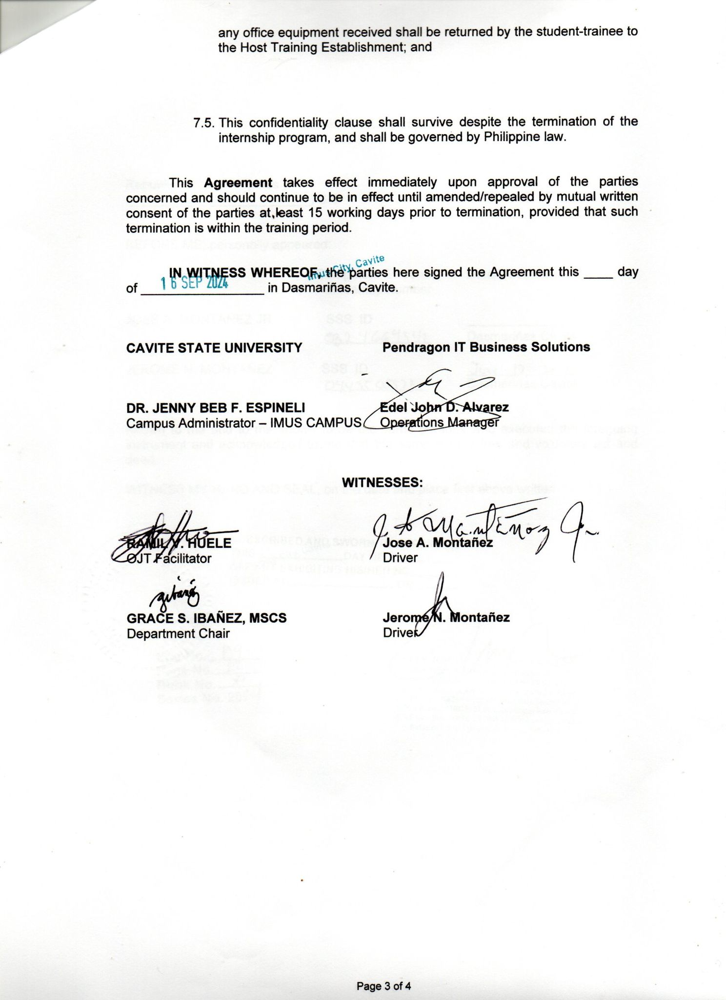 any office equipment received shall be returned by the student-trainee to
the Host Training Establishment; and
7.5. This confidentiality clause shall survive despite the termination of the
internship program, and shall be governed by Philippine law.
This Agreement takes effect immediately upon approval of the parties
concerned and should continue to be in effect until amended/repealed by mutual written
consent of the parties at least 15 working days prior to termination, provided that such
termination is within the training period.
Imus City, Cavite
IN WITNESS WHEREOF, the parties here signed the Agreement this ____ day
16 SEP 2024
of ________________ in Dasmariñas, Cavite.
CAVITE STATE UNIVERSITY Pendragon IT Business Solutions
DR. JENNY BEB F. ESPINELI Edel John D. Alvarez
Campus Administrator – IMUS CAMPUS Operations Manager
WITNESSES:
J. A. Montañez Jr.
RAMIL V. HUELE Jose A. Montañez
OJT Facilitator Driver
GRACE S. IBAÑEZ, MSCS Jerome N. Montañez
Department Chair Driver
Page 3 of 4